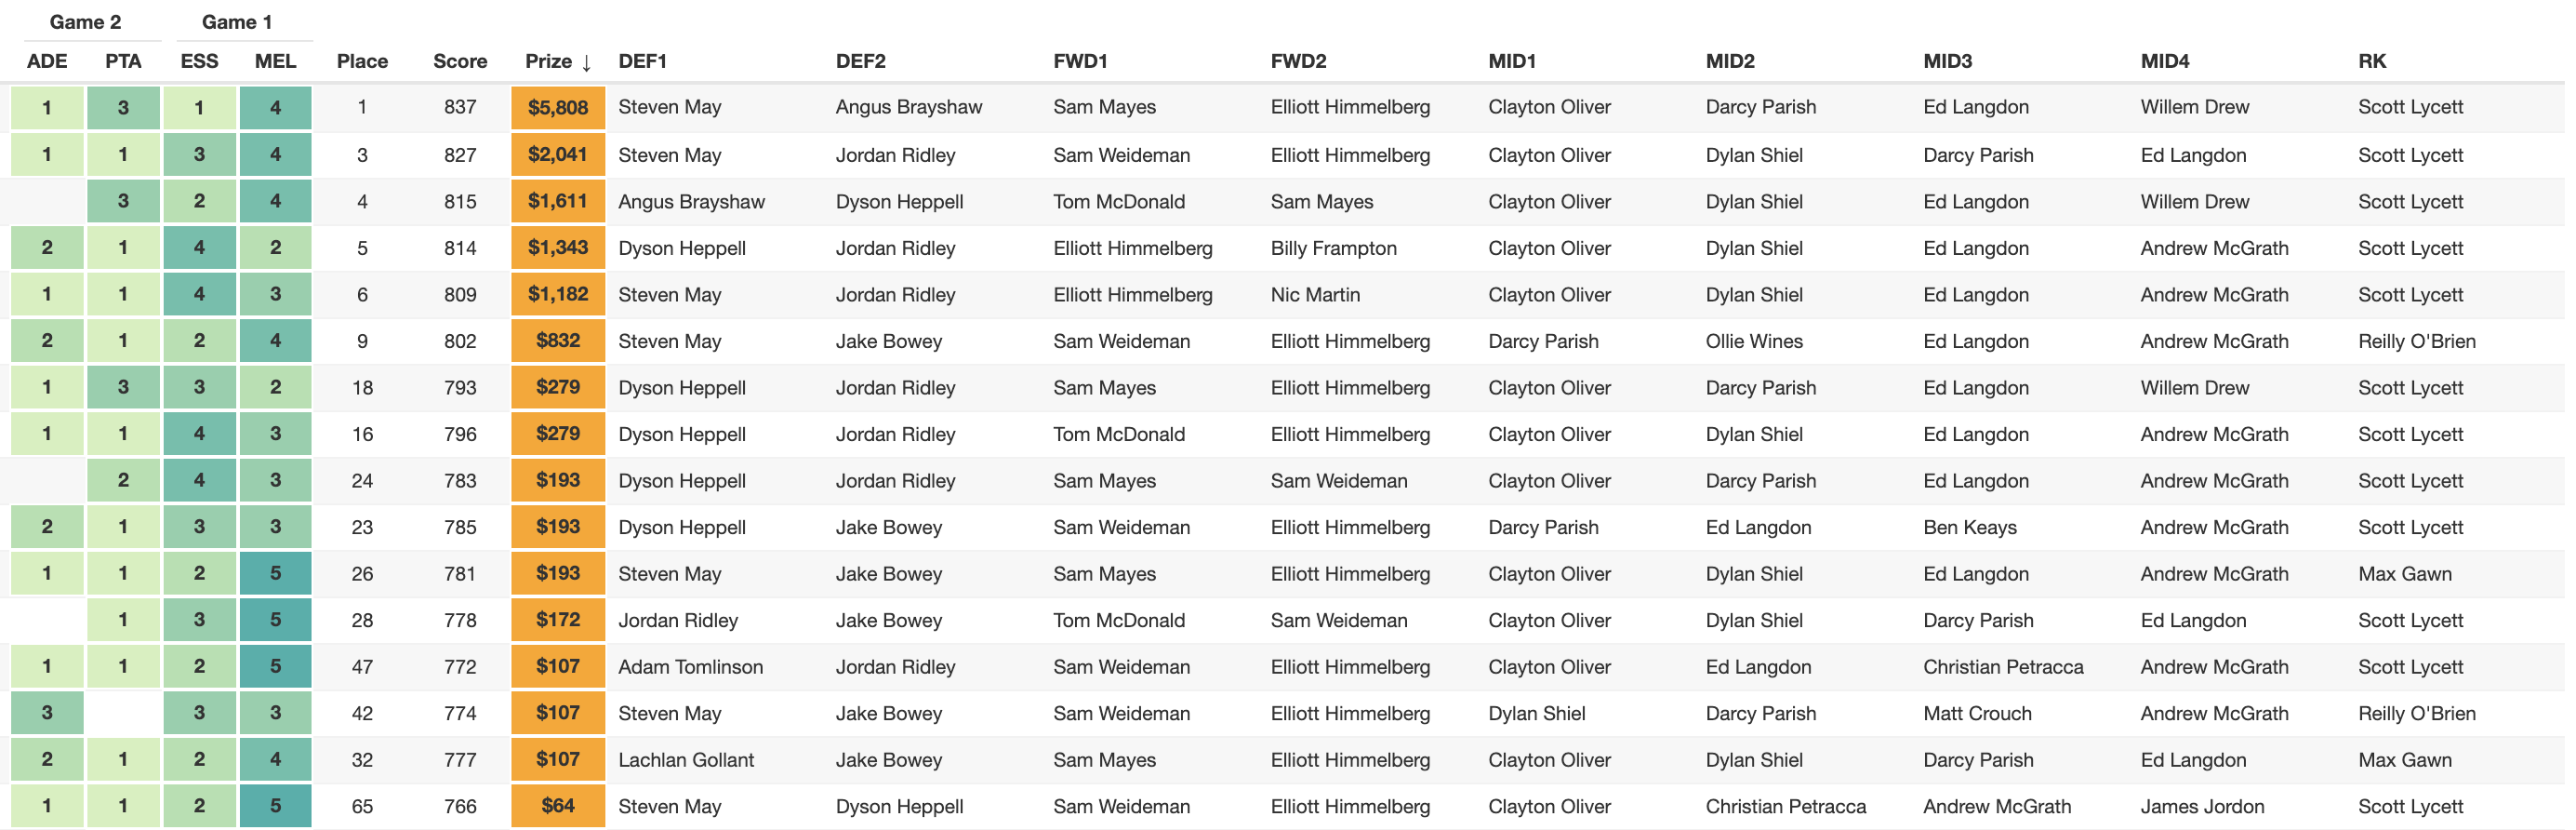 Game 2 Game 1
ADE PTA ESS MEL Place Score Prize ↓ DEF1 DEF2 FWD1 FWD2 MID1 MID2 MID3 MID4 RK
1 3 1 4 1 837 $5,808 Steven May Angus Brayshaw Sam Mayes Elliott Himmelberg Clayton Oliver Darcy Parish Ed Langdon Willem Drew Scott Lycett
1 1 3 4 3 827 $2,041 Steven May Jordan Ridley Sam Weideman Elliott Himmelberg Clayton Oliver Dylan Shiel Darcy Parish Ed Langdon Scott Lycett
3 2 4 4 815 $1,611 Angus Brayshaw Dyson Heppell Tom McDonald Sam Mayes Clayton Oliver Dylan Shiel Ed Langdon Willem Drew Scott Lycett
2 1 4 2 5 814 $1,343 Dyson Heppell Jordan Ridley Elliott Himmelberg Billy Frampton Clayton Oliver Dylan Shiel Ed Langdon Andrew McGrath Scott Lycett
1 1 4 3 6 809 $1,182 Steven May Jordan Ridley Elliott Himmelberg Nic Martin Clayton Oliver Dylan Shiel Ed Langdon Andrew McGrath Scott Lycett
2 1 2 4 9 802 $832 Steven May Jake Bowey Sam Weideman Elliott Himmelberg Darcy Parish Ollie Wines Ed Langdon Andrew McGrath Reilly O'Brien
1 3 3 2 18 793 $279 Dyson Heppell Jordan Ridley Sam Mayes Elliott Himmelberg Clayton Oliver Darcy Parish Ed Langdon Willem Drew Scott Lycett
1 1 4 3 16 796 $279 Dyson Heppell Jordan Ridley Tom McDonald Elliott Himmelberg Clayton Oliver Dylan Shiel Ed Langdon Andrew McGrath Scott Lycett
2 4 3 24 783 $193 Dyson Heppell Jordan Ridley Sam Mayes Sam Weideman Clayton Oliver Darcy Parish Ed Langdon Andrew McGrath Scott Lycett
2 1 3 3 23 785 $193 Dyson Heppell Jake Bowey Sam Weideman Elliott Himmelberg Darcy Parish Ed Langdon Ben Keays Andrew McGrath Scott Lycett
1 1 2 5 26 781 $193 Steven May Jake Bowey Sam Mayes Elliott Himmelberg Clayton Oliver Dylan Shiel Ed Langdon Andrew McGrath Max Gawn
1 3 5 28 778 $172 Jordan Ridley Jake Bowey Tom McDonald Sam Weideman Clayton Oliver Dylan Shiel Darcy Parish Ed Langdon Scott Lycett
1 1 2 5 47 772 $107 Adam Tomlinson Jordan Ridley Sam Weideman Elliott Himmelberg Clayton Oliver Ed Langdon Christian Petracca Andrew McGrath Scott Lycett
3 3 3 42 774 $107 Steven May Jake Bowey Sam Weideman Elliott Himmelberg Dylan Shiel Darcy Parish Matt Crouch Andrew McGrath Reilly O'Brien
2 1 2 4 32 777 $107 Lachlan Gollant Jake Bowey Sam Mayes Elliott Himmelberg Clayton Oliver Dylan Shiel Darcy Parish Ed Langdon Max Gawn
1 1 2 5 65 766 $64 Steven May Dyson Heppell Sam Weideman Elliott Himmelberg Clayton Oliver Christian Petracca Andrew McGrath James Jordon Scott Lycett